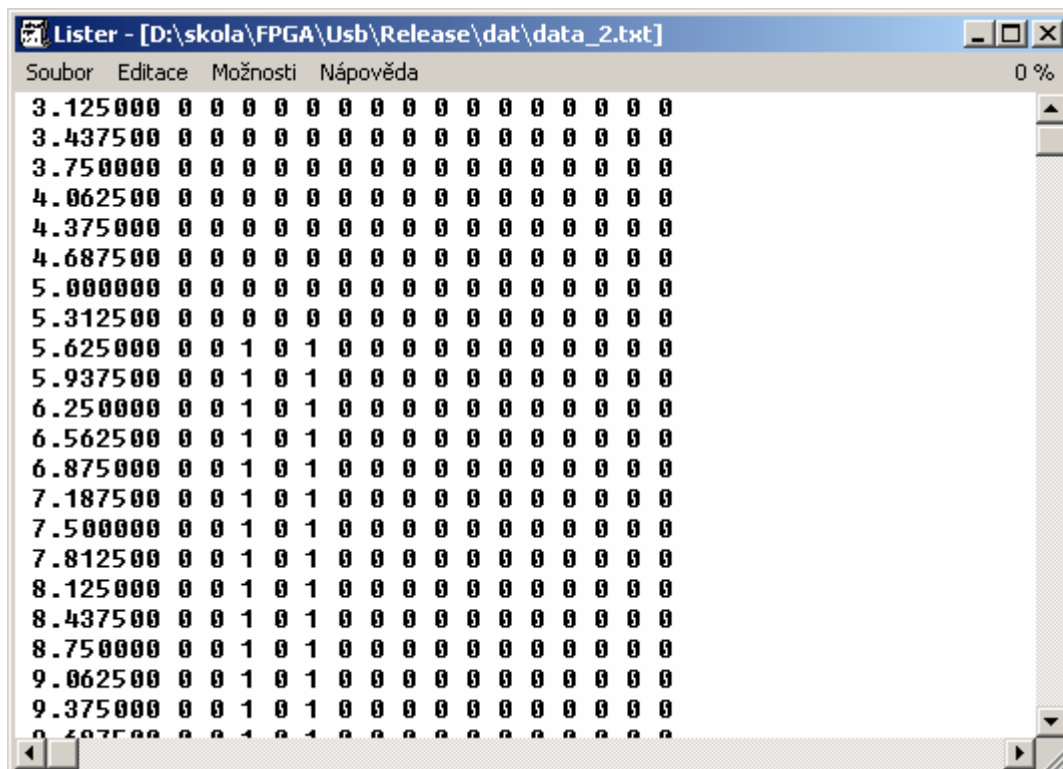 Lister - [D:\skola\FPGA\Usb\Release\dat\data_2.txt]
Soubor Editace Možnosti Nápověda 0 %
3.125000 0 0 0 0 0 0 0 0 0 0 0 0 0 0 0 0
3.437500 0 0 0 0 0 0 0 0 0 0 0 0 0 0 0 0
3.750000 0 0 0 0 0 0 0 0 0 0 0 0 0 0 0 0
4.062500 0 0 0 0 0 0 0 0 0 0 0 0 0 0 0 0
4.375000 0 0 0 0 0 0 0 0 0 0 0 0 0 0 0 0
4.687500 0 0 0 0 0 0 0 0 0 0 0 0 0 0 0 0
5.000000 0 0 0 0 0 0 0 0 0 0 0 0 0 0 0 0
5.312500 0 0 0 0 0 0 0 0 0 0 0 0 0 0 0 0
5.625000 0 0 1 0 1 0 0 0 0 0 0 0 0 0 0 0
5.937500 0 0 1 0 1 0 0 0 0 0 0 0 0 0 0 0
6.250000 0 0 1 0 1 0 0 0 0 0 0 0 0 0 0 0
6.562500 0 0 1 0 1 0 0 0 0 0 0 0 0 0 0 0
6.875000 0 0 1 0 1 0 0 0 0 0 0 0 0 0 0 0
7.187500 0 0 1 0 1 0 0 0 0 0 0 0 0 0 0 0
7.500000 0 0 1 0 1 0 0 0 0 0 0 0 0 0 0 0
7.812500 0 0 1 0 1 0 0 0 0 0 0 0 0 0 0 0
8.125000 0 0 1 0 1 0 0 0 0 0 0 0 0 0 0 0
8.437500 0 0 1 0 1 0 0 0 0 0 0 0 0 0 0 0
8.750000 0 0 1 0 1 0 0 0 0 0 0 0 0 0 0 0
9.062500 0 0 1 0 1 0 0 0 0 0 0 0 0 0 0 0
9.375000 0 0 1 0 1 0 0 0 0 0 0 0 0 0 0 0